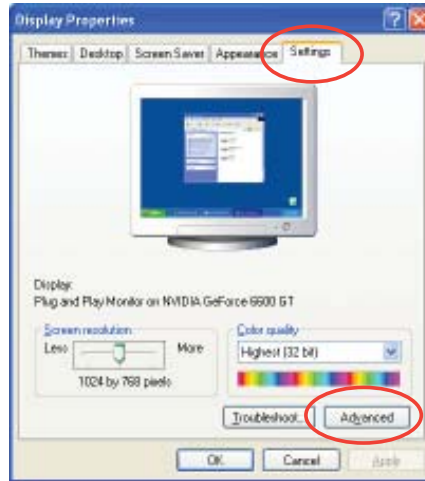 Display Properties
Themes Desktop Screen Saver Appearance Settings
Display:
Plug and Play Monitor on NVIDIA GeForce 6600 GT
Screen resolution
Less More
1024 by 768 pixels
Color quality
Highest (32 bit)
Troubleshoot... Advanced
OK Cancel Apply